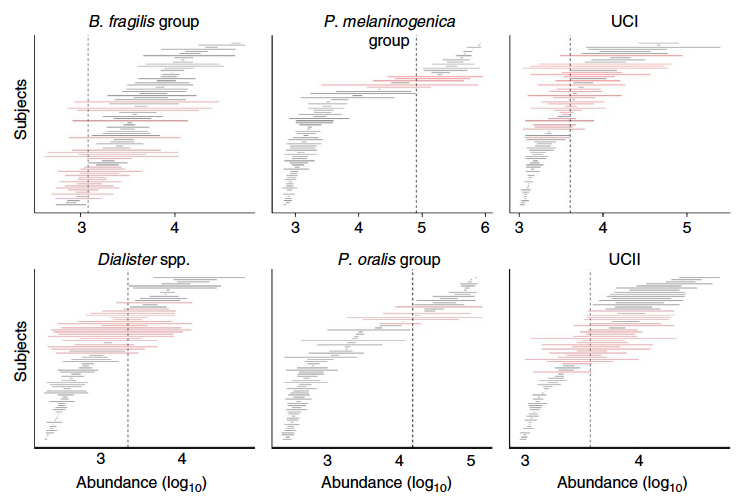 B. fragilis group
P. melaninogenica
group
UCI
Subjects
3 4
3 4 5 6
3 4 5
Dialister spp.
P. oralis group
UCII
Subjects
3 4
3 4 5
3 4
Abundance (log10)
Abundance (log10)
Abundance (log10)